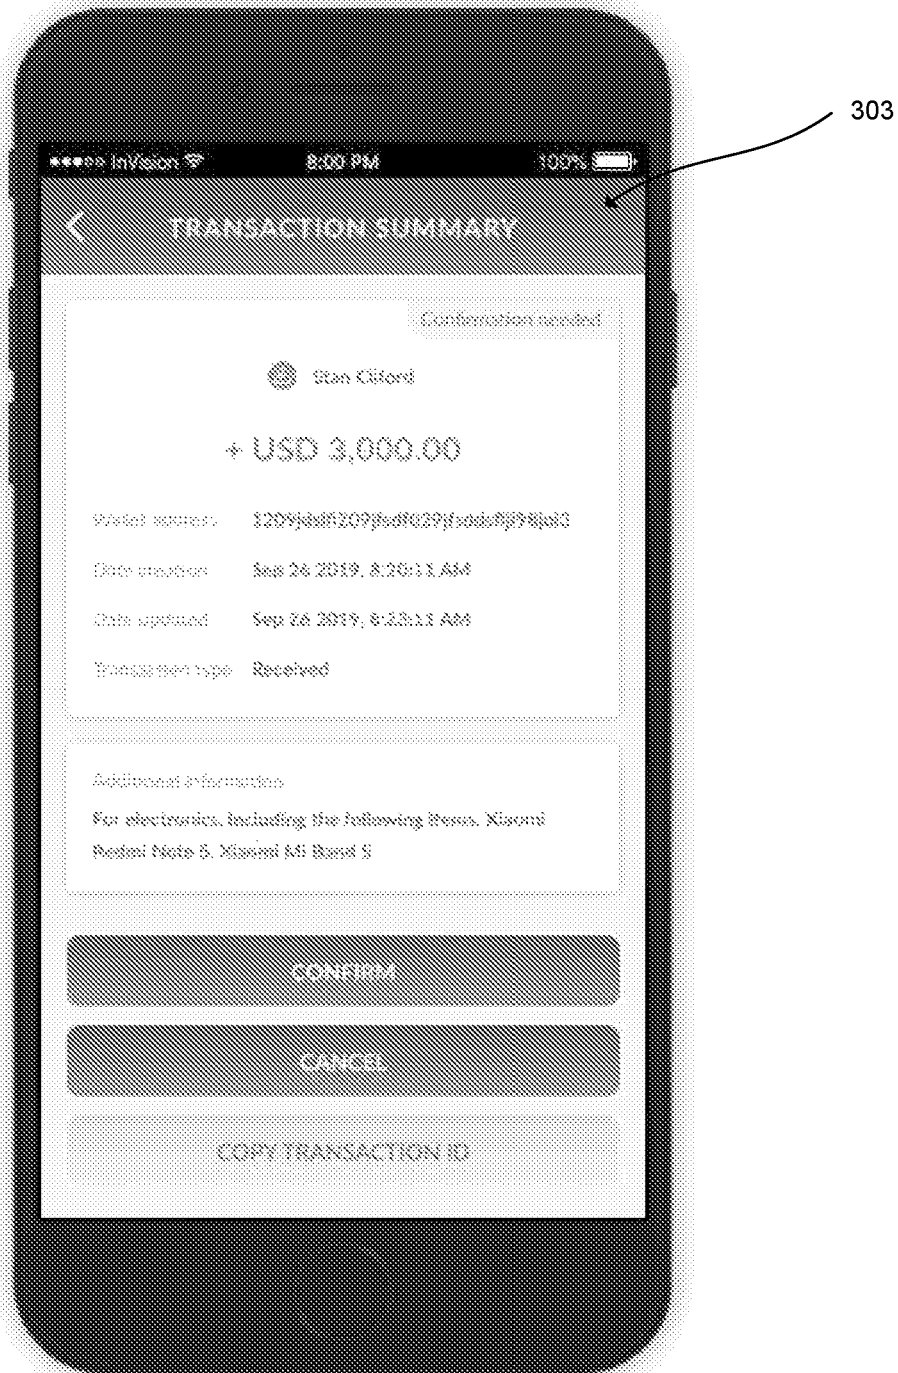 303
InVision 8:00 PM 100%
TRANSACTION SUMMARY
Confirmation needed
Stan Cliford
+ USD 3,000.00
Wallet address
Date creation Sep 26 2019, 8:20:11 AM
Date updated Sep 26 2019, 8:23:11 AM
Transaction type Received
Additional information
For electronics, including the following items. Xiaomi
Redmi Note 5, Xiaomi Mi Band 5
CONFIRM
CANCEL
COPY TRANSACTION ID